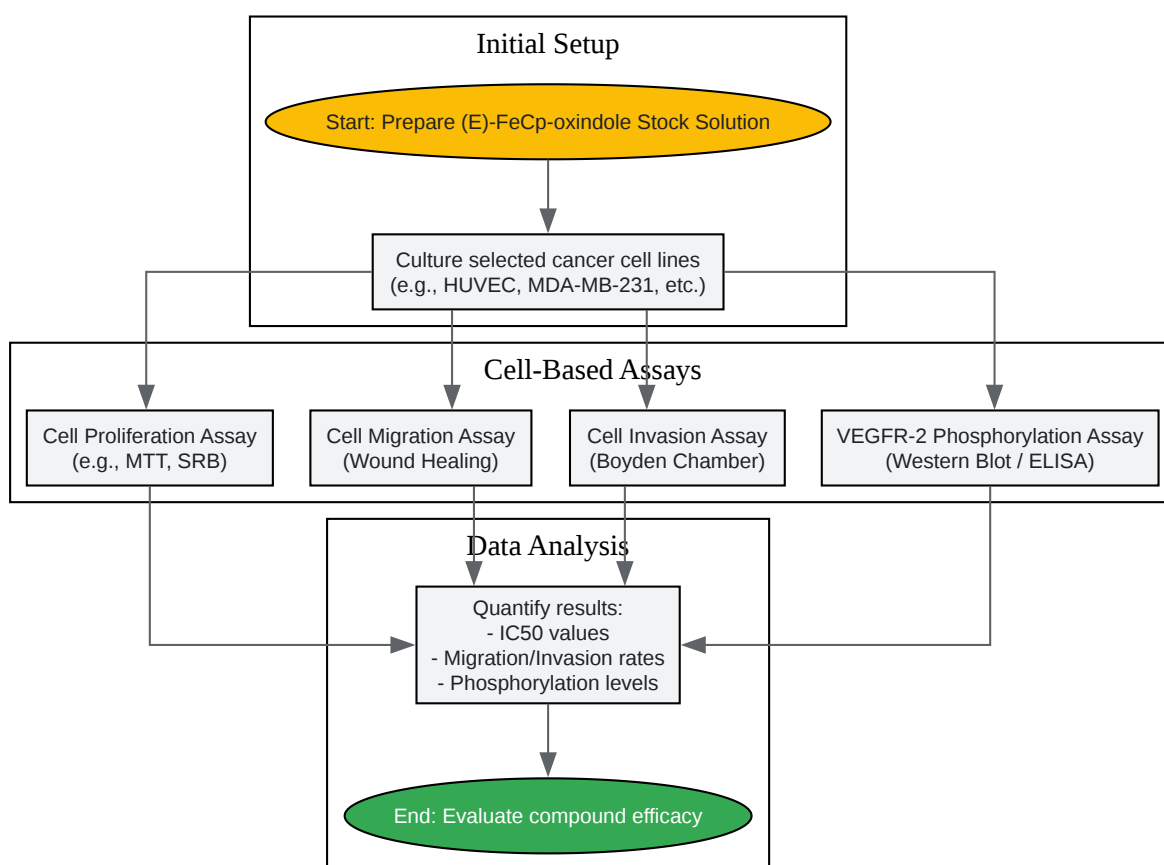 Initial Setup
Start: Prepare (E)-FeCp-oxindole Stock Solution
Culture selected cancer cell lines
(e.g., HUVEC, MDA-MB-231, etc.)
Cell-Based Assays
Cell Proliferation Assay
(e.g., MTT, SRB)
Cell Migration Assay
(Wound Healing)
Cell Invasion Assay
(Boyden Chamber)
VEGFR-2 Phosphorylation Assay
(Western Blot / ELISA)
Data Analysis
Quantify results:
- IC50 values
- Migration/Invasion rates
- Phosphorylation levels
End: Evaluate compound efficacy